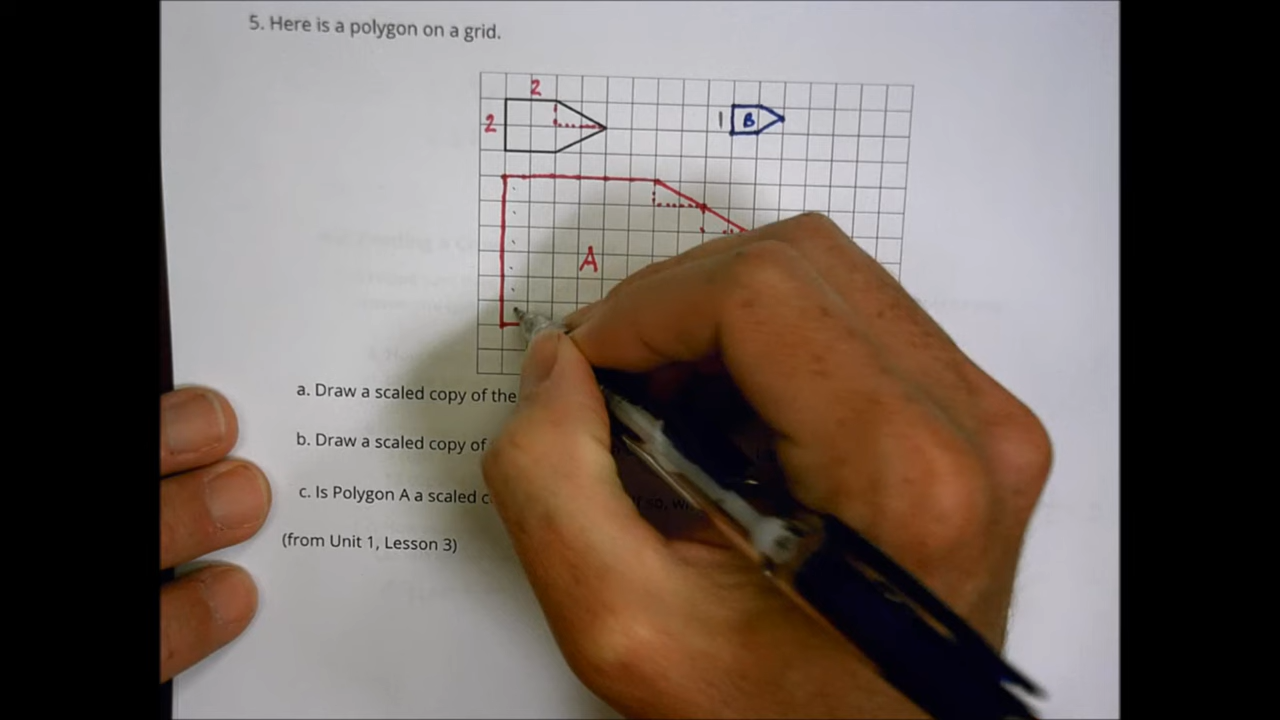 5. Here is a polygon on a grid.
2
2
1 B
A
a. Draw a scaled copy of the
b. Draw a scaled copy of
c. Is Polygon A a scaled
(from Unit 1, Lesson 3)